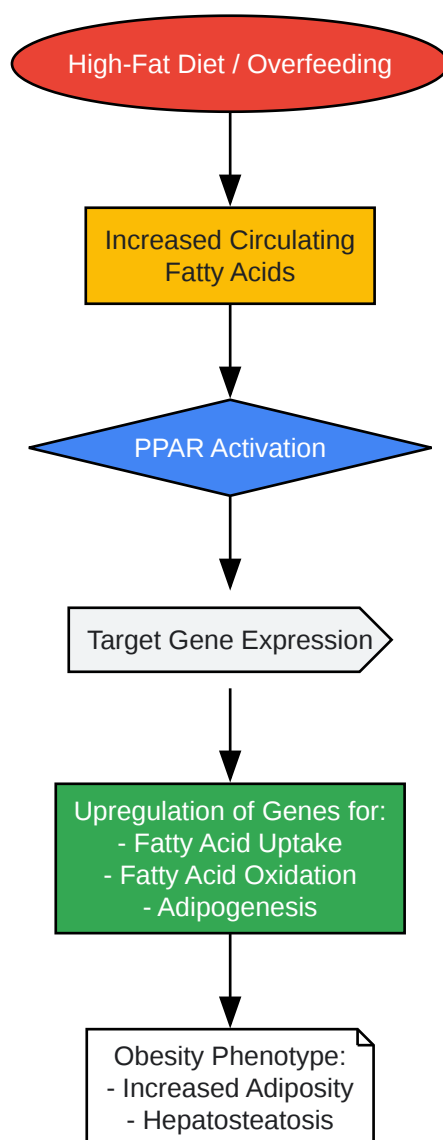 High-Fat Diet / Overfeeding
Increased Circulating
Fatty Acids
PPAR Activation
Target Gene Expression
Upregulation of Genes for:
- Fatty Acid Uptake
- Fatty Acid Oxidation
- Adipogenesis
Obesity Phenotype:
- Increased Adiposity
- Hepatosteatosis